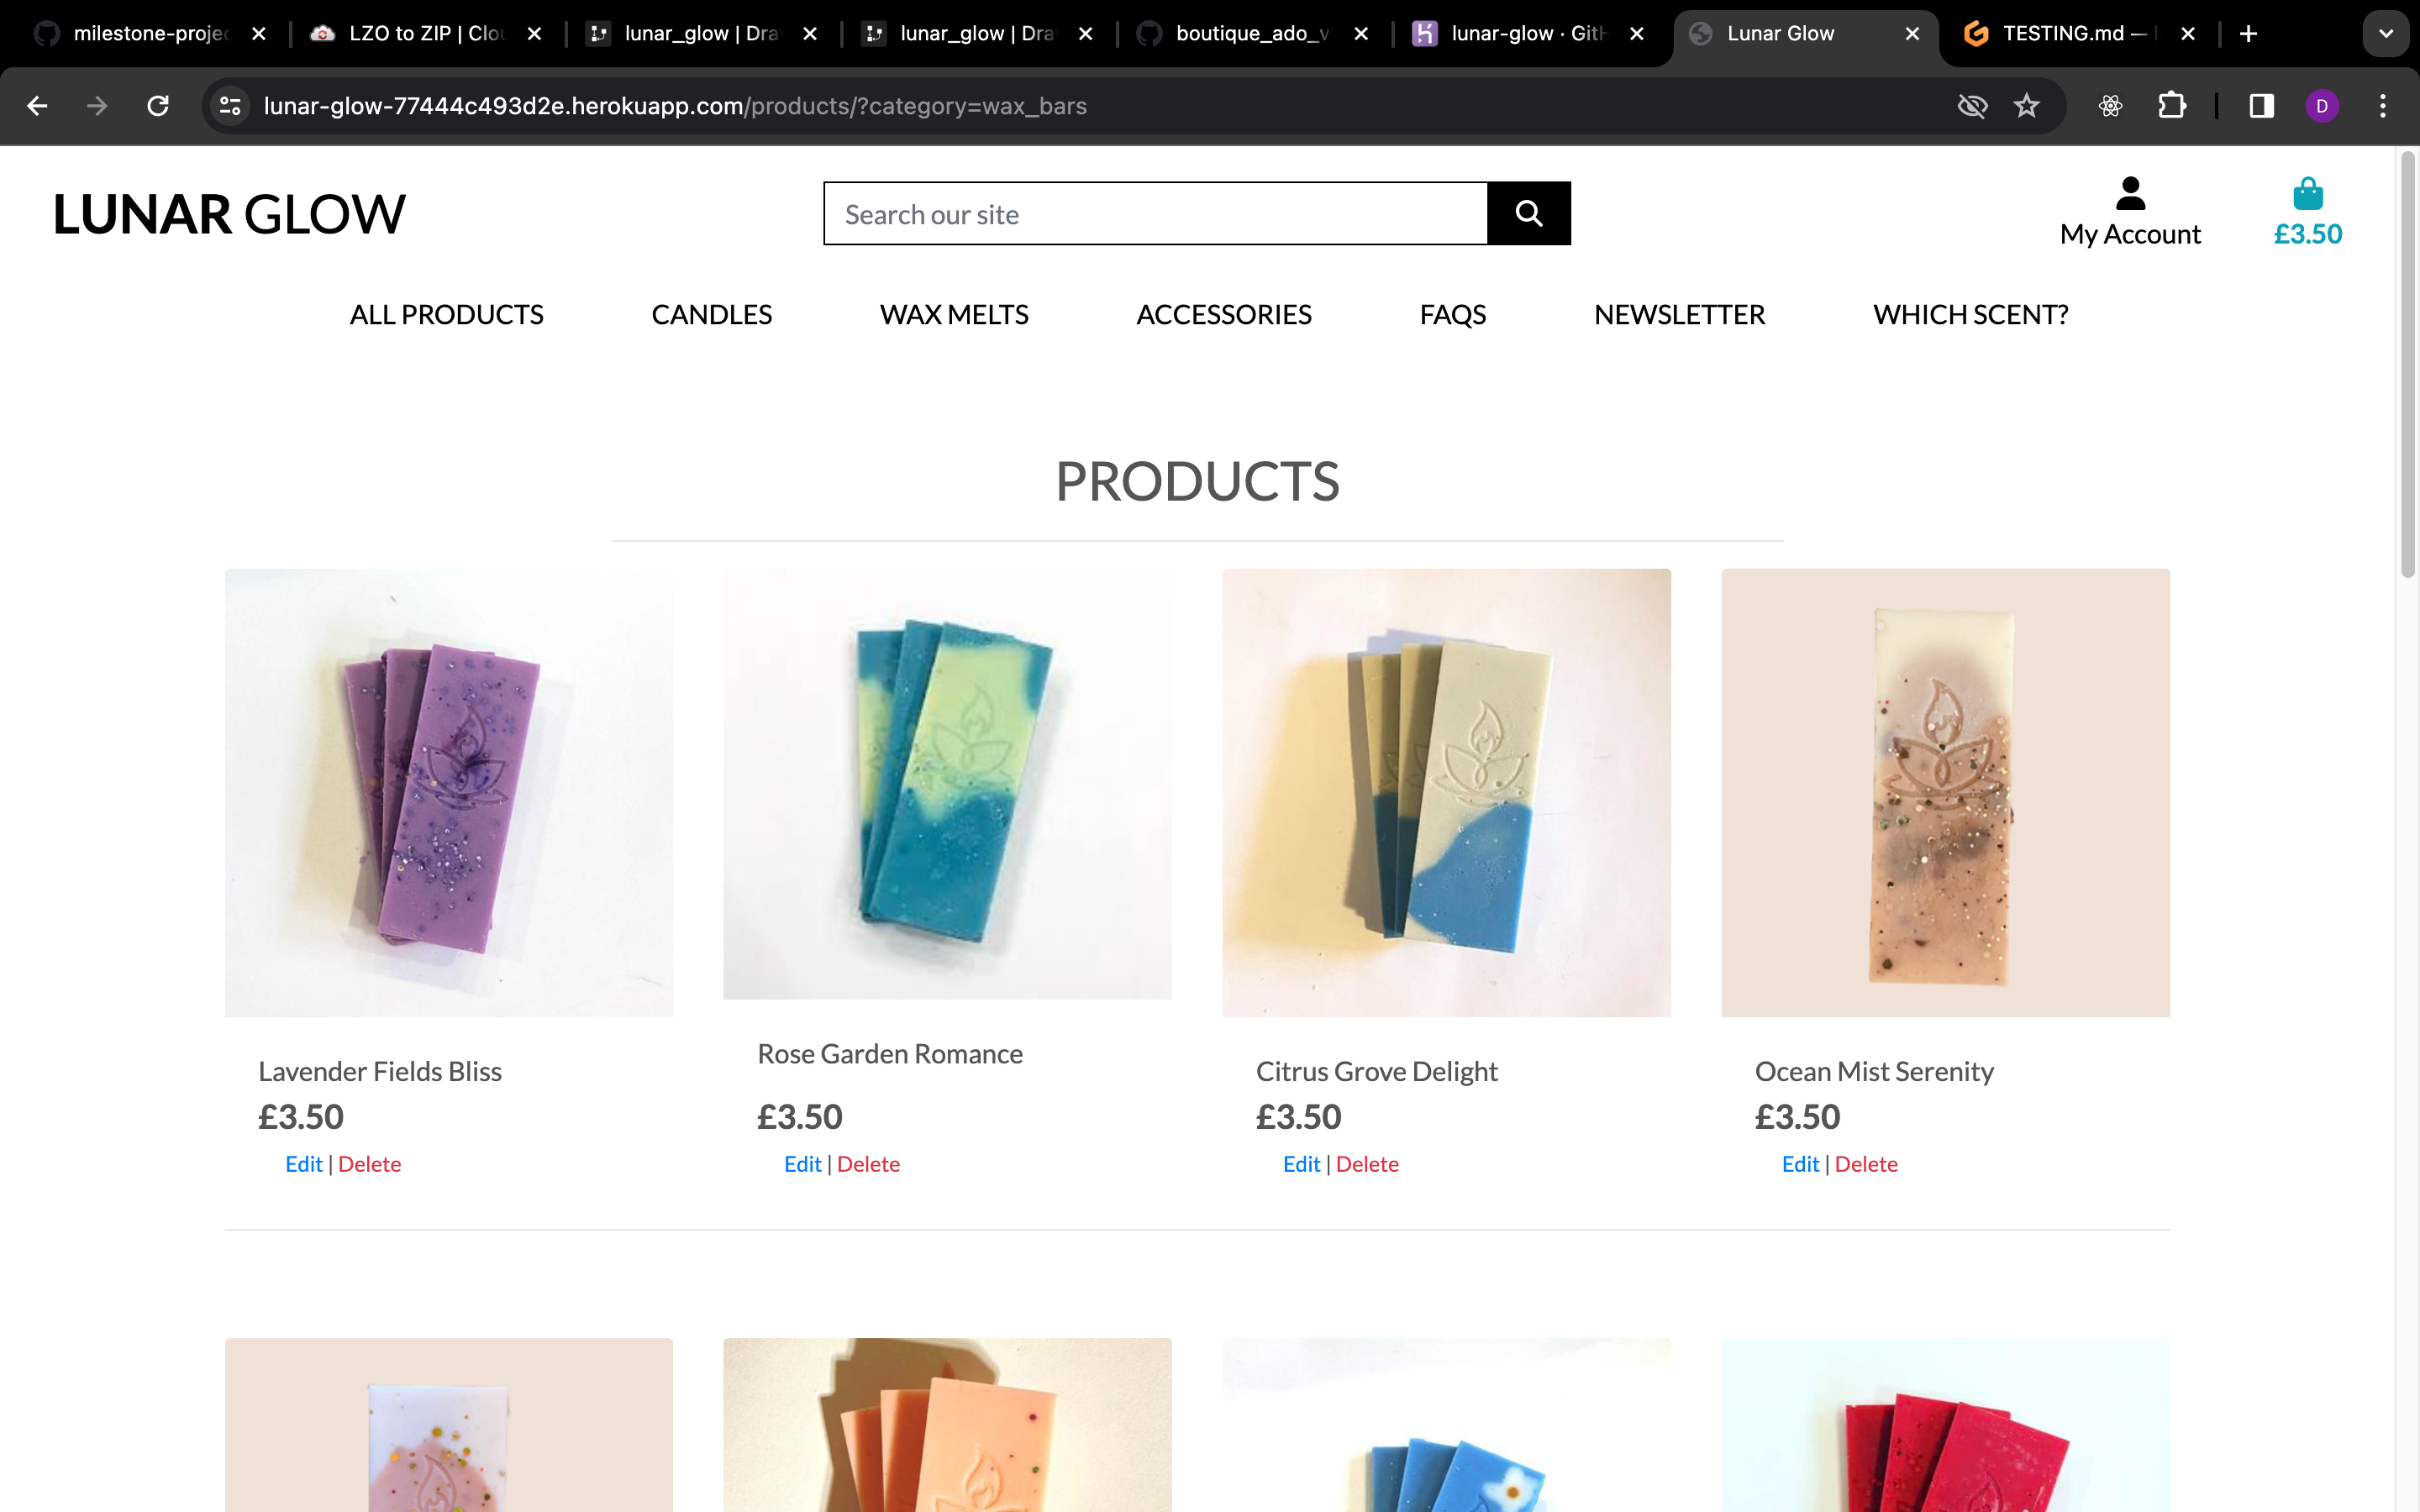 milestone-projec
LZO to ZIP | Clou
lunar_glow | Dra
lunar_glow | Dra
boutique_ado_v
lunar-glow · GitH
Lunar Glow
TESTING.md —
lunar-glow-77444c493d2e.herokuapp.com/products/?category=wax_bars
D
LUNAR GLOW
Search our site
My Account
£3.50
ALL PRODUCTS
CANDLES
WAX MELTS
ACCESSORIES
FAQS
NEWSLETTER
WHICH SCENT?
PRODUCTS
Lavender Fields Bliss
£3.50
Edit | Delete
Rose Garden Romance
£3.50
Edit | Delete
Citrus Grove Delight
£3.50
Edit | Delete
Ocean Mist Serenity
£3.50
Edit | Delete